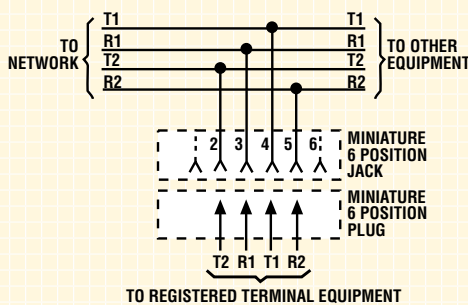 T1 T1
TO R1 R1 TO OTHER
NETWORK T2 T2 EQUIPMENT
R2 R2
2 3 4 5 6 MINIATURE
6 POSITION
JACK
MINIATURE
6 POSITION
PLUG
T2 R1 T1 R2
TO REGISTERED TERMINAL EQUIPMENT